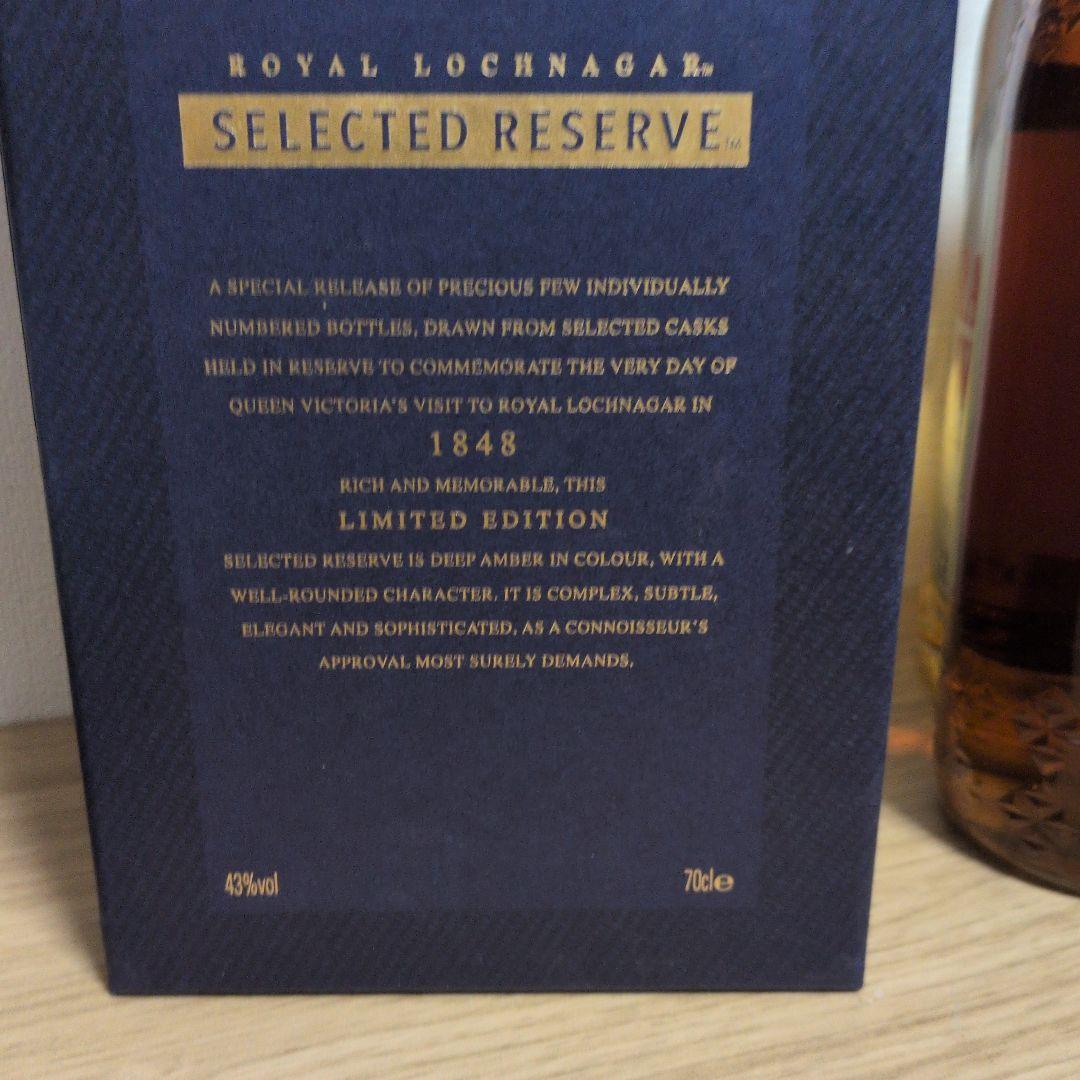 ROYAL LOCHNAGAR™
SELECTED RESERVE™
A SPECIAL RELEASE OF PRECIOUS FEW INDIVIDUALLY
NUMBERED BOTTLES, DRAWN FROM SELECTED CASKS
HELD IN RESERVE TO COMMEMORATE THE VERY DAY OF
QUEEN VICTORIA'S VISIT TO ROYAL LOCHNAGAR IN
1848
RICH AND MEMORABLE, THIS
LIMITED EDITION
SELECTED RESERVE IS DEEP AMBER IN COLOUR, WITH A
WELL-ROUNDED CHARACTER. IT IS COMPLEX, SUBTLE,
ELEGANT AND SOPHISTICATED, AS A CONNOISSEUR'S
APPROVAL MOST SURELY DEMANDS.
43%vol
70cl℮